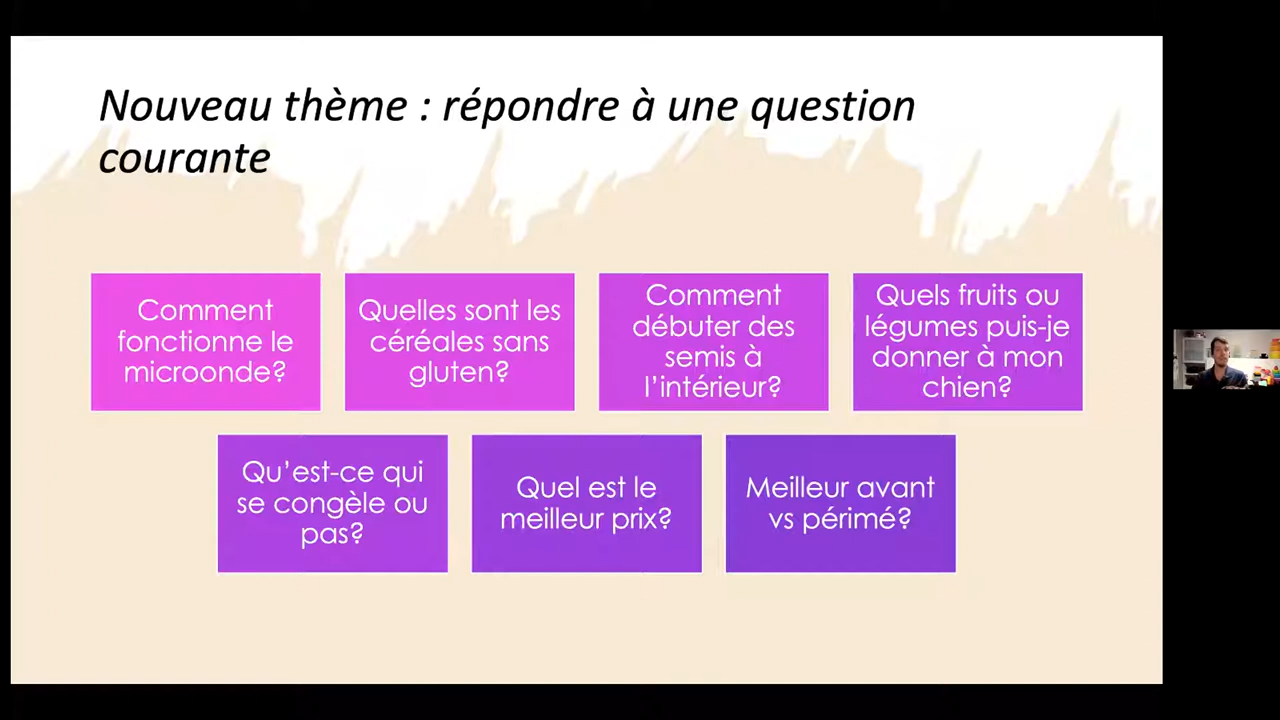 Nouveau thème : répondre à une question
courante
Comment
fonctionne le
microonde?
Quelles sont les
céréales sans
gluten?
Comment
débuter des
semis à
l’intérieur?
Quels fruits ou
légumes puis-je
donner à mon
chien?
Qu’est-ce qui
se congèle ou
pas?
Quel est le
meilleur prix?
Meilleur avant
vs périmé?